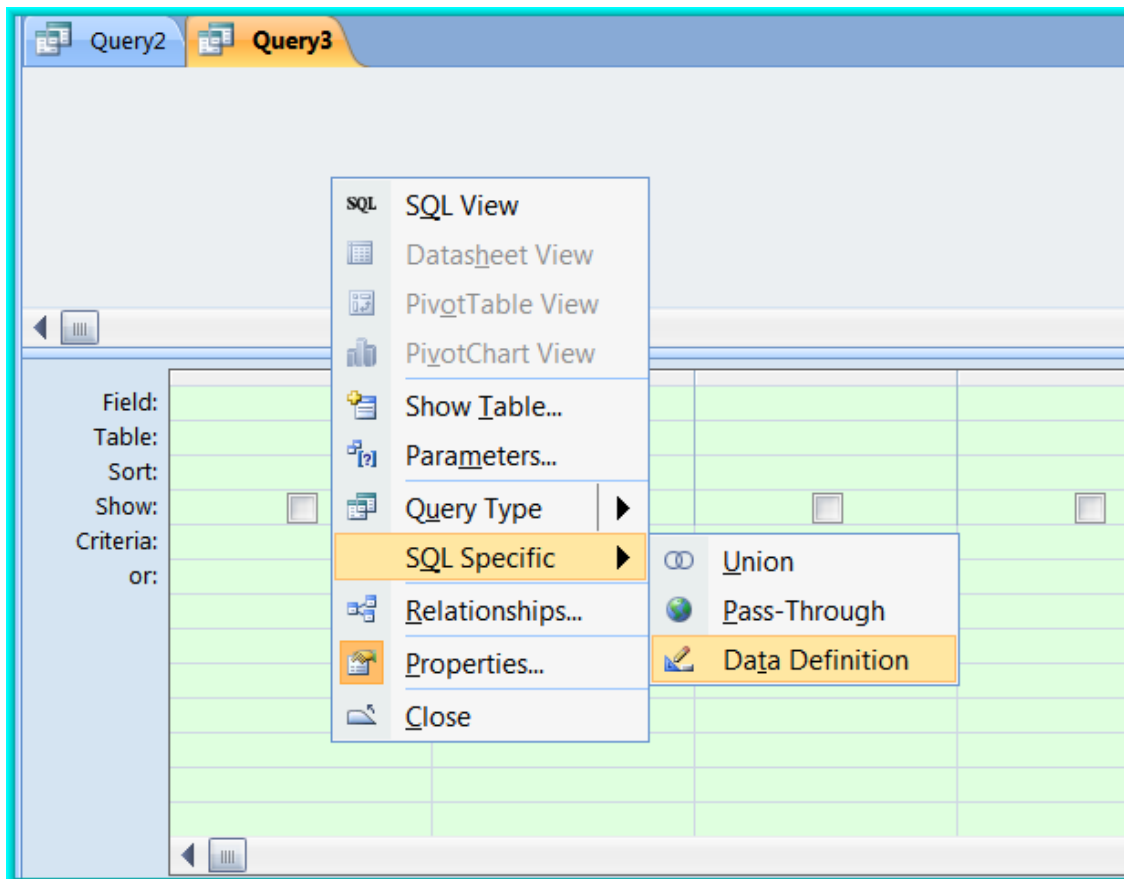 Query2
Query3
SQL SQL View
Datasheet View
PivotTable View
PivotChart View
Show Table...
Parameters...
Query Type
SQL Specific
Relationships...
Properties...
Close
Union
Pass-Through
Data Definition
Field:
Table:
Sort:
Show:
Criteria:
or: